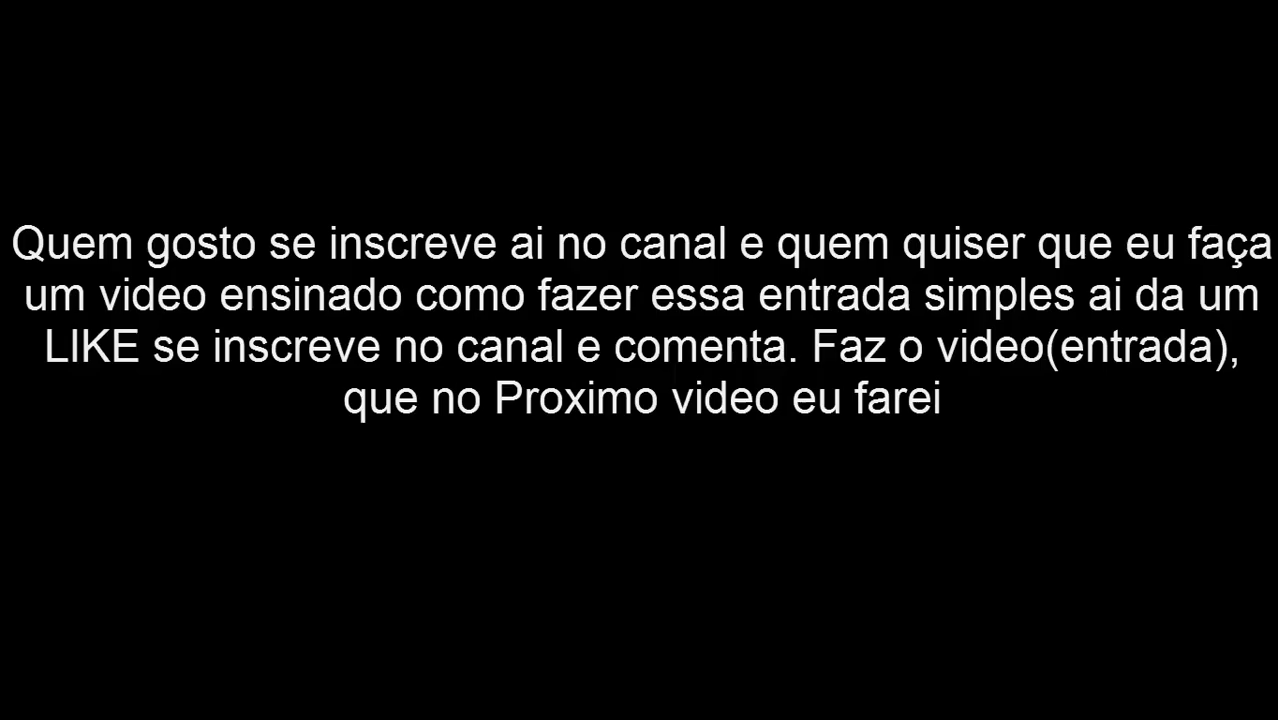 Quem gosto se inscreve ai no canal e quem quiser que eu faça
um video ensinado como fazer essa entrada simples ai da um
LIKE se inscreve no canal e comenta. Faz o video(entrada),
que no Proximo video eu farei